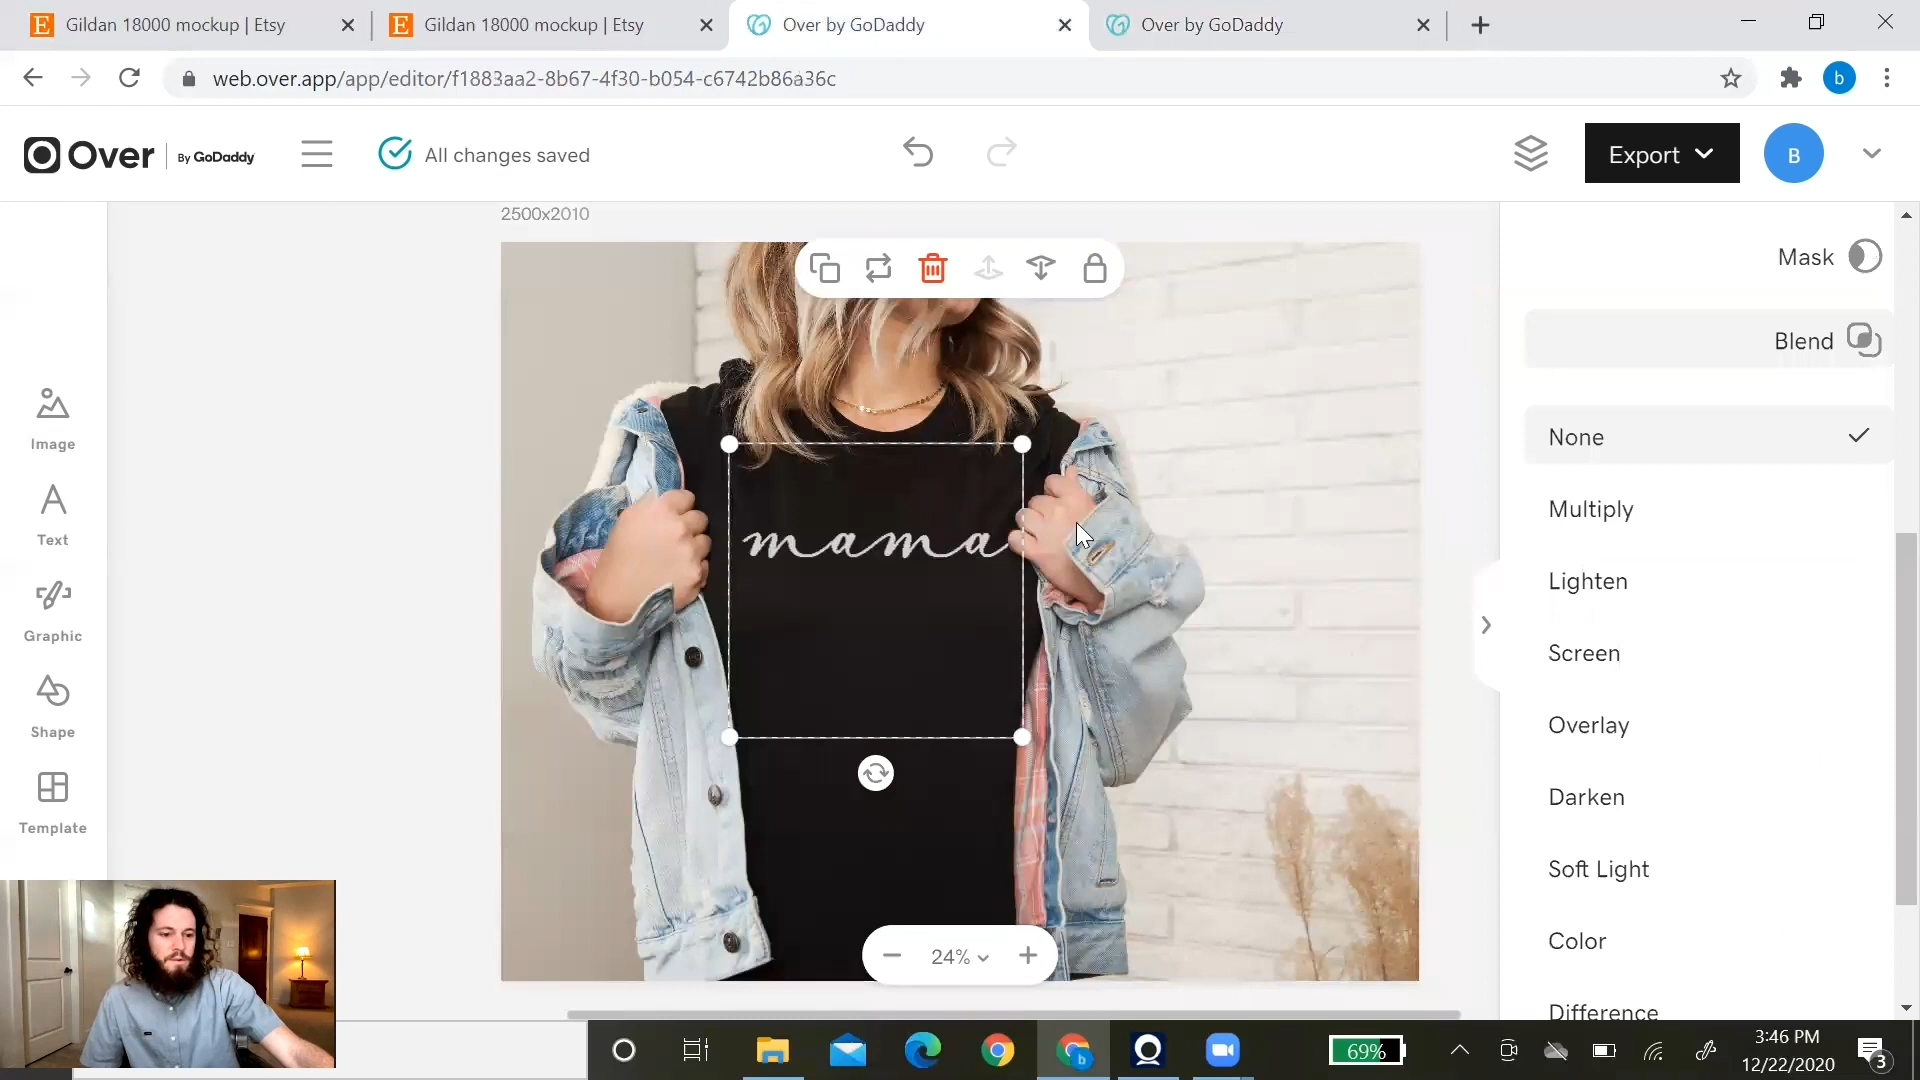 Gildan 18000 mockup | Etsy
Gildan 18000 mockup | Etsy
Over by GoDaddy
Over by GoDaddy
web.over.app/app/editor/f1883aa2-8b67-4f30-b054-c6742b86a36c
b
Over
By GoDaddy
All changes saved
Export
B
2500x2010
Mask
Blend
None
Multiply
Lighten
Screen
Overlay
Darken
Soft Light
Color
Difference
Image
Text
Graphic
Shape
Template
mama
24%
69%
3:46 PM
12/22/2020
3